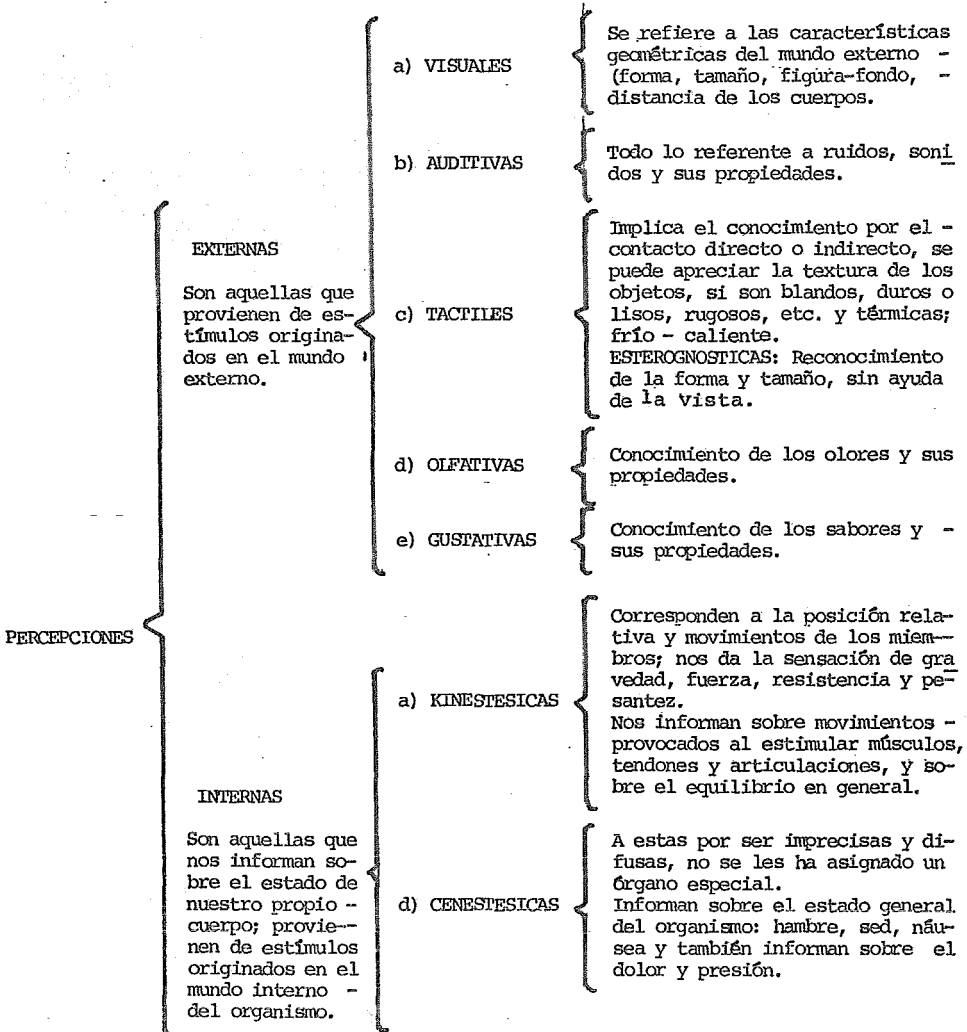 PERCEPCIONES
EXTERNAS
Son aquellas que
provienen de es-
tímulos origina-
dos en el mundo
externo.
a) VISUALES
Se refiere a las características
geométricas del mundo externo -
(forma, tamaño, figura-fondo, -
distancia de los cuerpos.
b) AUDITIVAS
Todo lo referente a ruidos, soni
dos y sus propiedades.
c) TACTILES
Implica el conocimiento por el -
contacto directo o indirecto, se
puede apreciar la textura de los
objetos, si son blandos, duros o
lisos, rugosos, etc. y térmicas;
frío - caliente.
ESTEROGNOSTICAS: Reconocimiento
de la forma y tamaño, sin ayuda
de la Vista.
d) OLFATIVAS
Conocimiento de los olores y sus
propiedades.
e) GUSTATIVAS
Conocimiento de los sabores y -
sus propiedades.
INTERNAS
Son aquellas que
nos informan so-
bre el estado de
nuestro propio -
cuerpo; provie--
nen de estímulos
originados en el
mundo interno -
del organismo.
a) KINESTESICAS
Corresponden a la posición rela-
tiva y movimientos de los miem--
bros; nos da la sensación de gra
vedad, fuerza, resistencia y pe-
santez.
Nos informan sobre movimientos -
provocados al estimular músculos,
tendones y articulaciones, y so-
bre el equilibrio en general.
d) CENESTESICAS
A estas por ser imprecisas y di-
fusas, no se les ha asignado un
órgano especial.
Informan sobre el estado general
del organismo: hambre, sed, náu-
sea y también informan sobre el
dolor y presión.